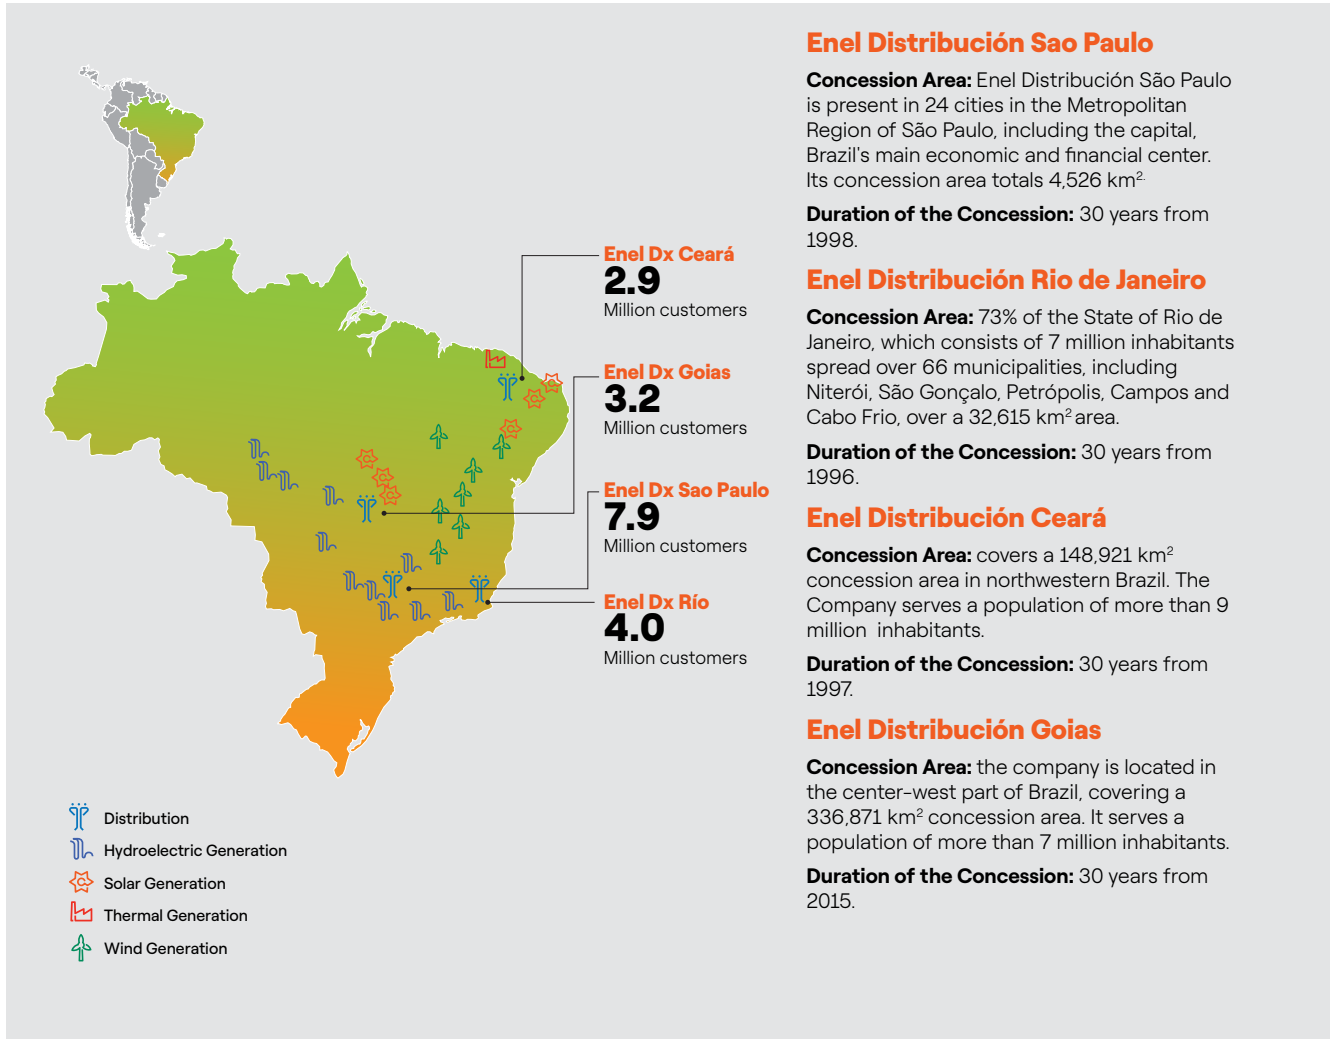 Enel Dx Ceará
2.9
Million customers
Enel Dx Goias
3.2
Million customers
Enel Dx Sao Paulo
7.9
Million customers
Enel Dx Río
4.0
Million customers
Distribution
Hydroelectric Generation
Solar Generation
Thermal Generation
Wind Generation
Enel Distribución Sao Paulo
Concession Area: Enel Distribución São Paulo
is present in 24 cities in the Metropolitan
Region of São Paulo, including the capital,
Brazil's main economic and financial center.
Its concession area totals 4,526 km².
Duration of the Concession: 30 years from
1998.
Enel Distribución Rio de Janeiro
Concession Area: 73% of the State of Rio de
Janeiro, which consists of 7 million inhabitants
spread over 66 municipalities, including
Niterói, São Gonçalo, Petrópolis, Campos and
Cabo Frio, over a 32,615 km² area.
Duration of the Concession: 30 years from
1996.
Enel Distribución Ceará
Concession Area: covers a 148,921 km²
concession area in northwestern Brazil. The
Company serves a population of more than 9
million inhabitants.
Duration of the Concession: 30 years from
1997.
Enel Distribución Goias
Concession Area: the company is located in
the center-west part of Brazil, covering a
336,871 km² concession area. It serves a
population of more than 7 million inhabitants.
Duration of the Concession: 30 years from
2015.